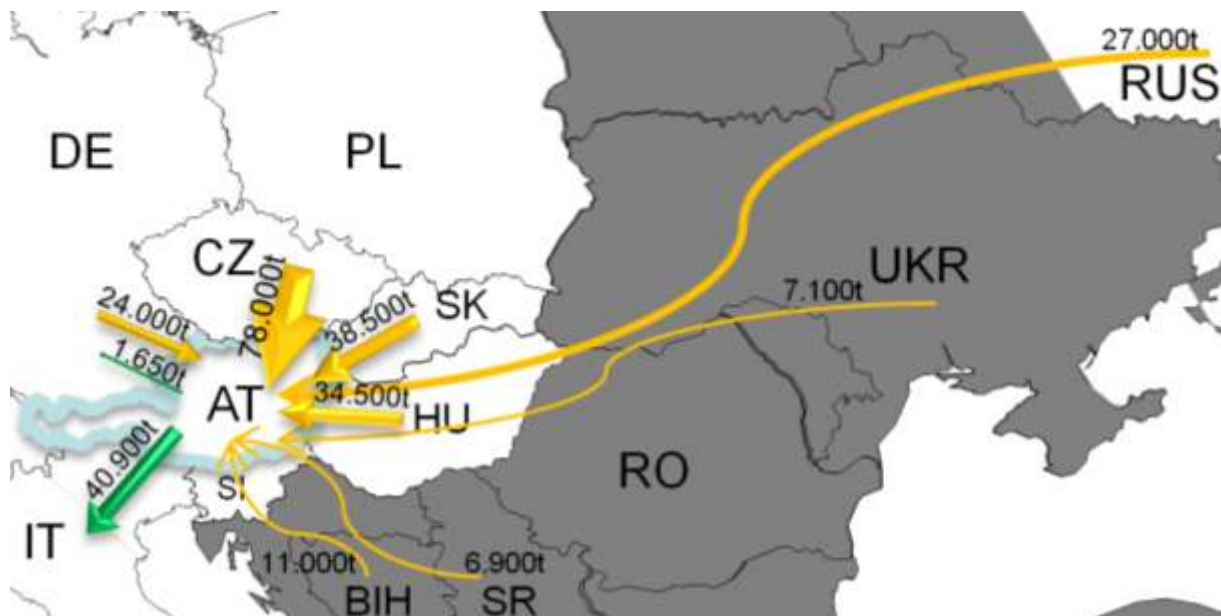 27.000t
RUS
DE
PL
CZ
UKR
7.100t
SK
24.000t
78.000t
38.500t
1.650t
34.500t
AT
HU
40.900t
RO
SI
IT
11.000t
6.900t
BIH
SR